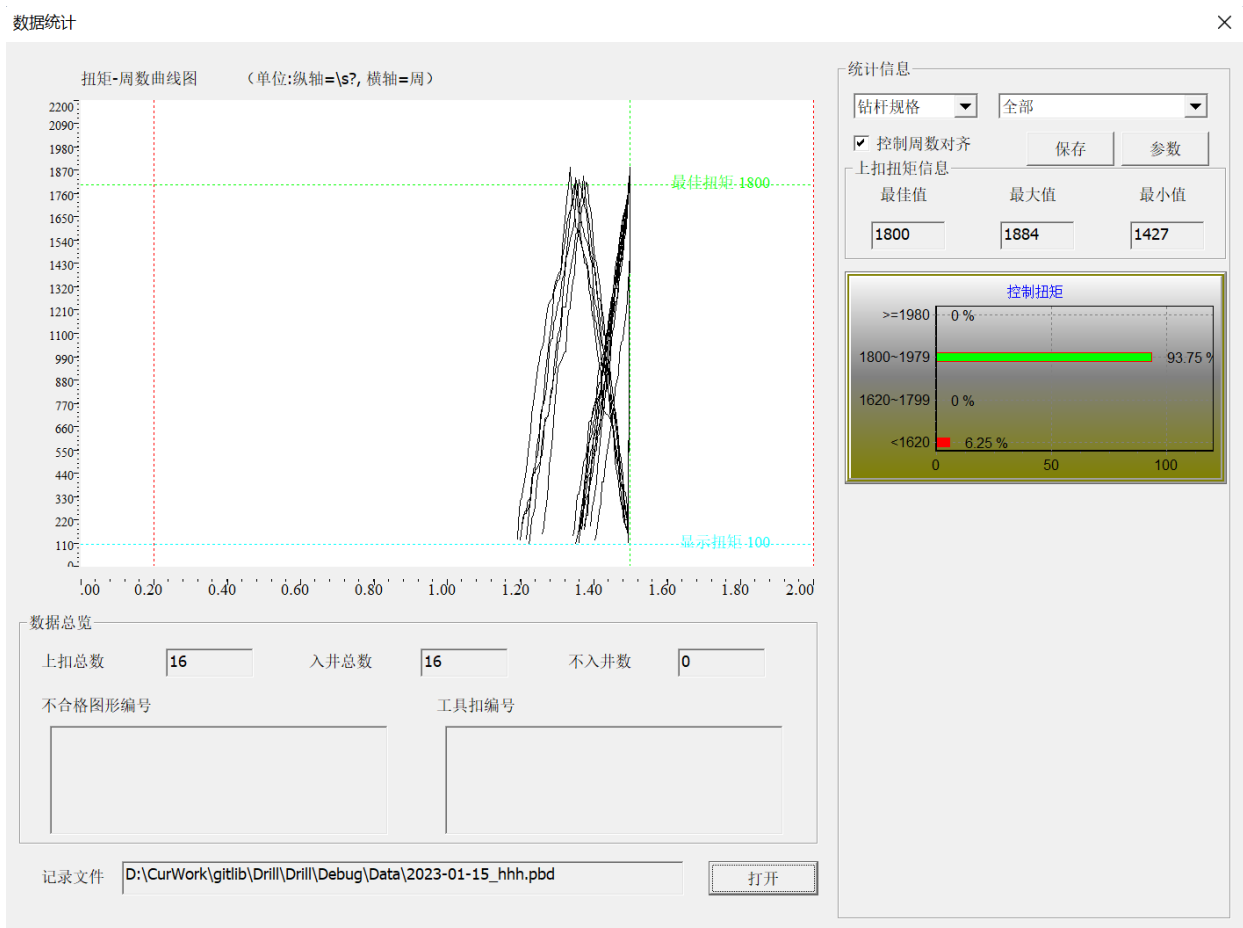 数据统计
扭矩-周数曲线图 （单位:纵轴=\s?, 横轴=周）
2200
2090
1980
1870
1760
1650
1540
1430
1320
1210
1100
990
880
770
660
550
440
330
220
110
0
最佳扭矩 1800
显示扭矩 100
.00 0.20 0.40 0.60 0.80 1.00 1.20 1.40 1.60 1.80 2.00
数据总览
上扣总数 16 入井总数 16 不入井数 0
不合格图形编号 工具扣编号
记录文件 D:\CurWork\gitlib\Drill\Drill\Debug\Data\2023-01-15_hhh.pbd 打开
统计信息
钻杆规格 全部
控制周数对齐 保存 参数
上扣扭矩信息
最佳值 最大值 最小值
1800 1884 1427
控制扭矩
>=1980 0 %
1800~1979 93.75 %
1620~1799 0 %
<1620 6.25 %
0 50 100